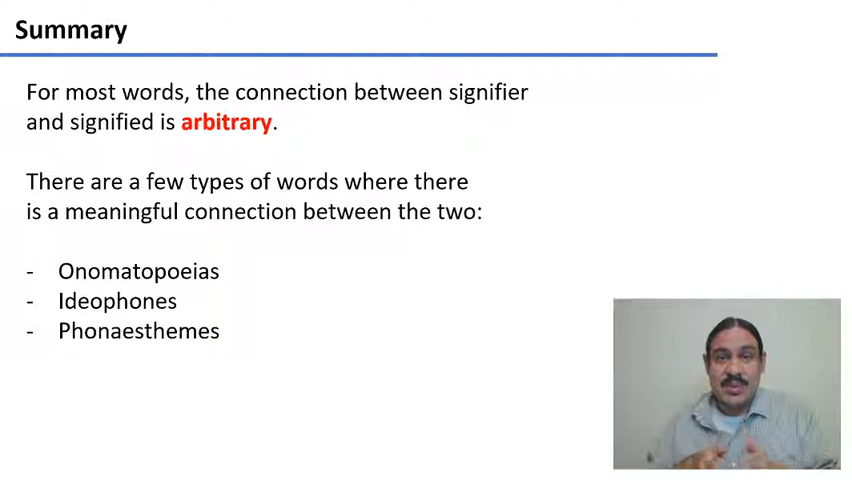 Summary
For most words, the connection between signifier
and signified is arbitrary.
There are a few types of words where there
is a meaningful connection between the two:
- Onomatopoeias
- Ideophones
- Phonaesthemes